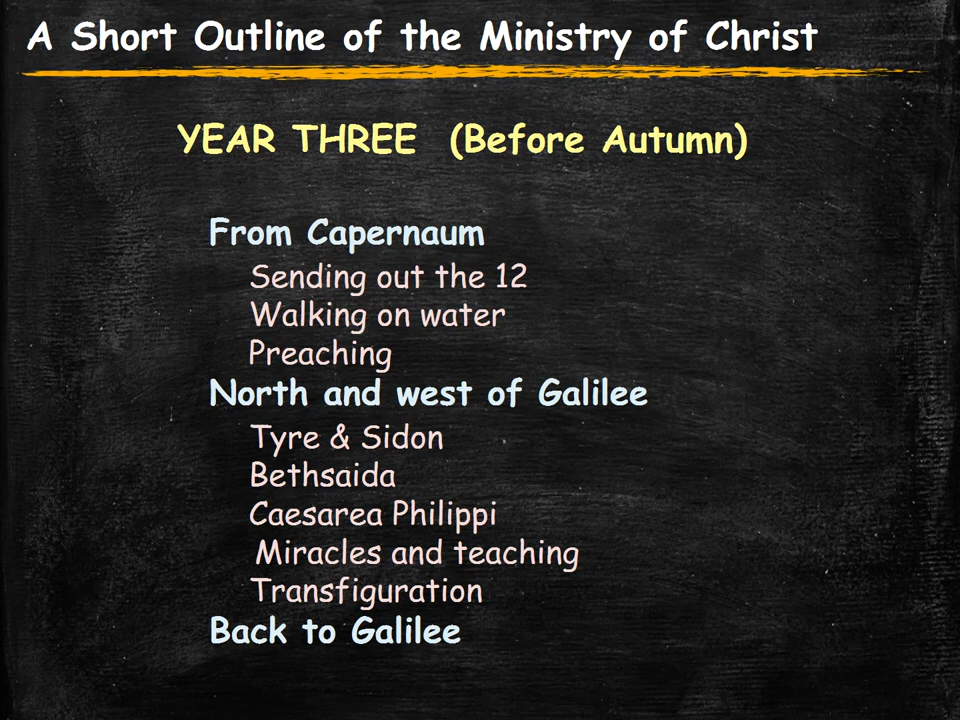 A Short Outline of the Ministry of Christ
YEAR THREE (Before Autumn)
From Capernaum
Sending out the 12
Walking on water
Preaching
North and west of Galilee
Tyre & Sidon
Bethsaida
Caesarea Philippi
Miracles and teaching
Transfiguration
Back to Galilee